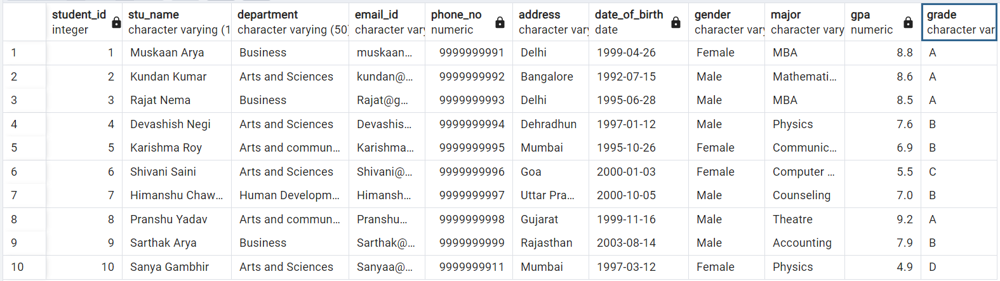 student_id stu_name department email_id phone_no address date_of_birth gender major gpa grade
integer character varying (1 character varying (50) character var numeric character var date character var character vary numeric character var
1 1 Muskaan Arya Business muskaan... 9999999991 Delhi 1999-04-26 Female MBA 8.8 A
2 2 Kundan Kumar Arts and Sciences kundan@... 9999999992 Bangalore 1992-07-15 Male Mathemati... 8.6 A
3 3 Rajat Nema Business Rajat@g... 9999999993 Delhi 1995-06-28 Male MBA 8.5 A
4 4 Devashish Negi Arts and Sciences Devashis... 9999999994 Dehradhun 1997-01-12 Male Physics 7.6 B
5 5 Karishma Roy Arts and commun... Karishma... 9999999995 Mumbai 1995-10-26 Female Communic... 6.9 B
6 6 Shivani Saini Arts and Sciences Shivani@... 9999999996 Goa 2000-01-03 Female Computer ... 5.5 C
7 7 Himanshu Chaw... Human Developm... Himansh... 9999999997 Uttar Pra... 2000-10-05 Male Counseling 7.0 B
8 8 Pranshu Yadav Arts and commun... Pranshu... 9999999998 Gujarat 1999-11-16 Male Theatre 9.2 A
9 9 Sarthak Arya Business Sarthak@... 9999999999 Rajasthan 2003-08-14 Male Accounting 7.9 B
10 10 Sanya Gambhir Arts and Sciences Sanyaa@... 9999999911 Mumbai 1997-03-12 Female Physics 4.9 D